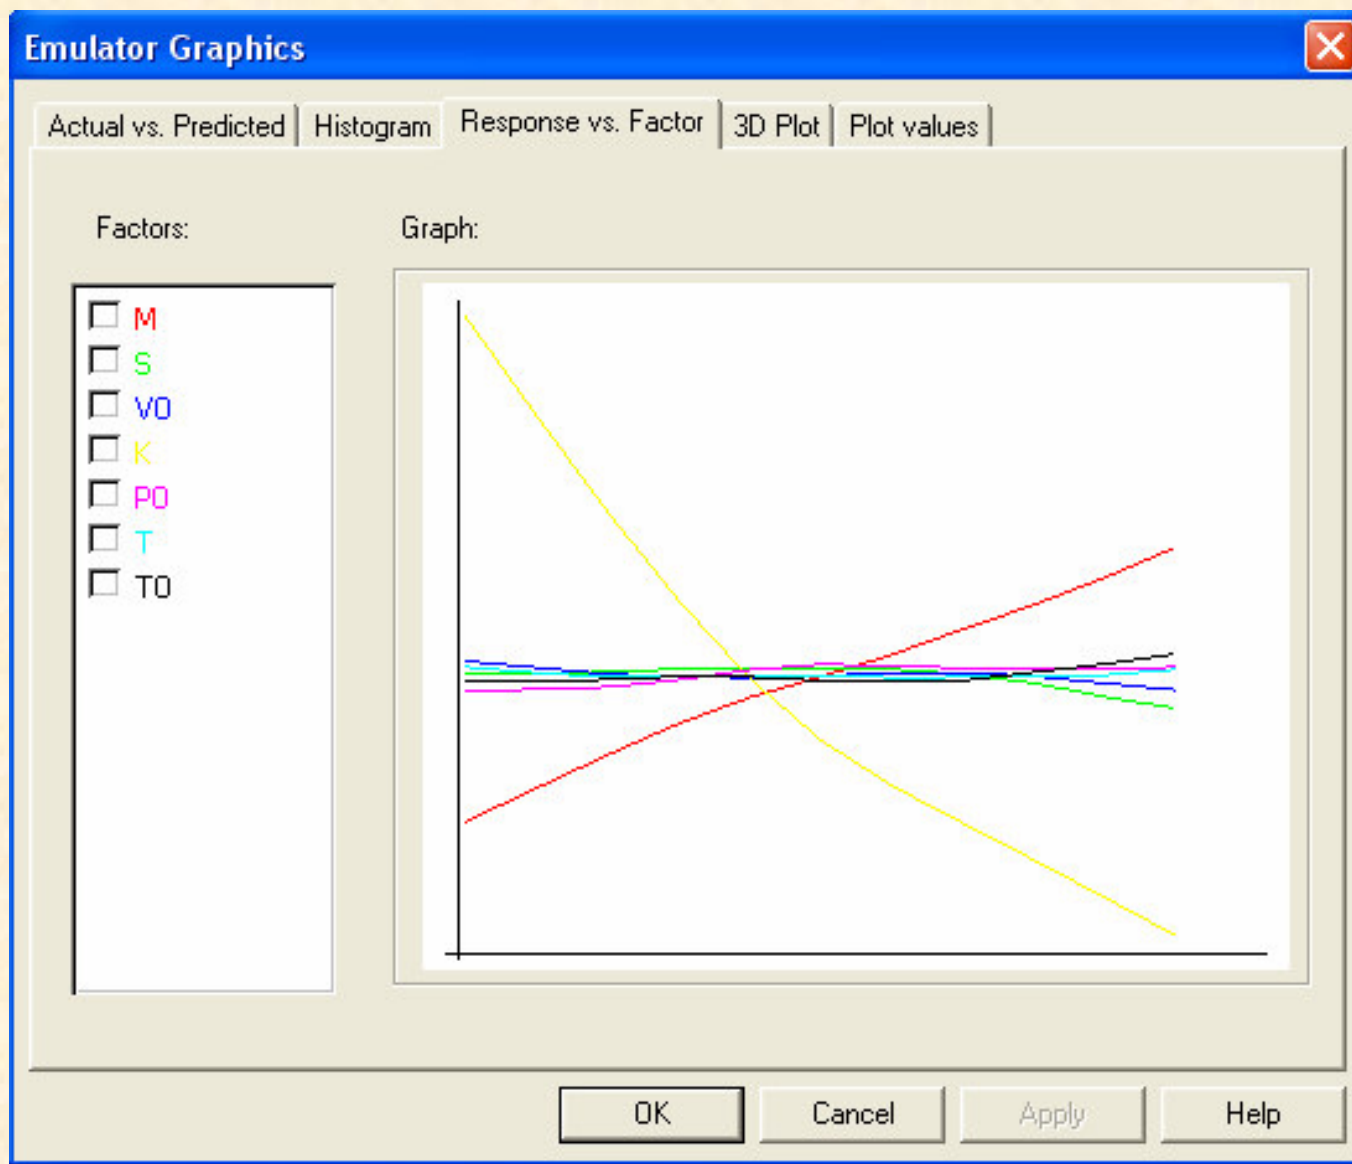 Emulator Graphics
Actual vs. Predicted Histogram Response vs. Factor 3D Plot Plot values
Factors: Graph:
M
S
V0
K
P0
T
T0
OK Cancel Apply Help